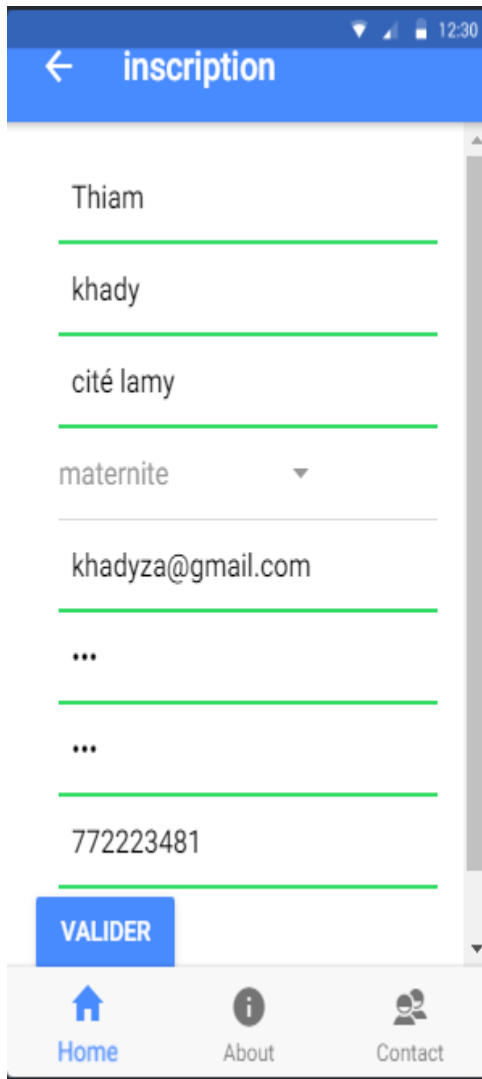 12:30
inscription
Thiam
khady
cité lamy
maternite
khadyza@gmail.com
•••
•••
772223481
VALIDER
Home About Contact